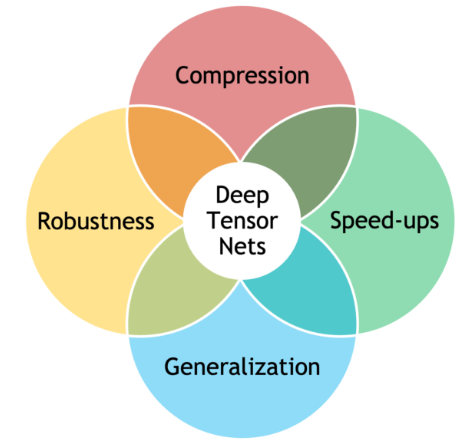 Compression
Robustness
Deep
Tensor
Nets
Speed-ups
Generalization